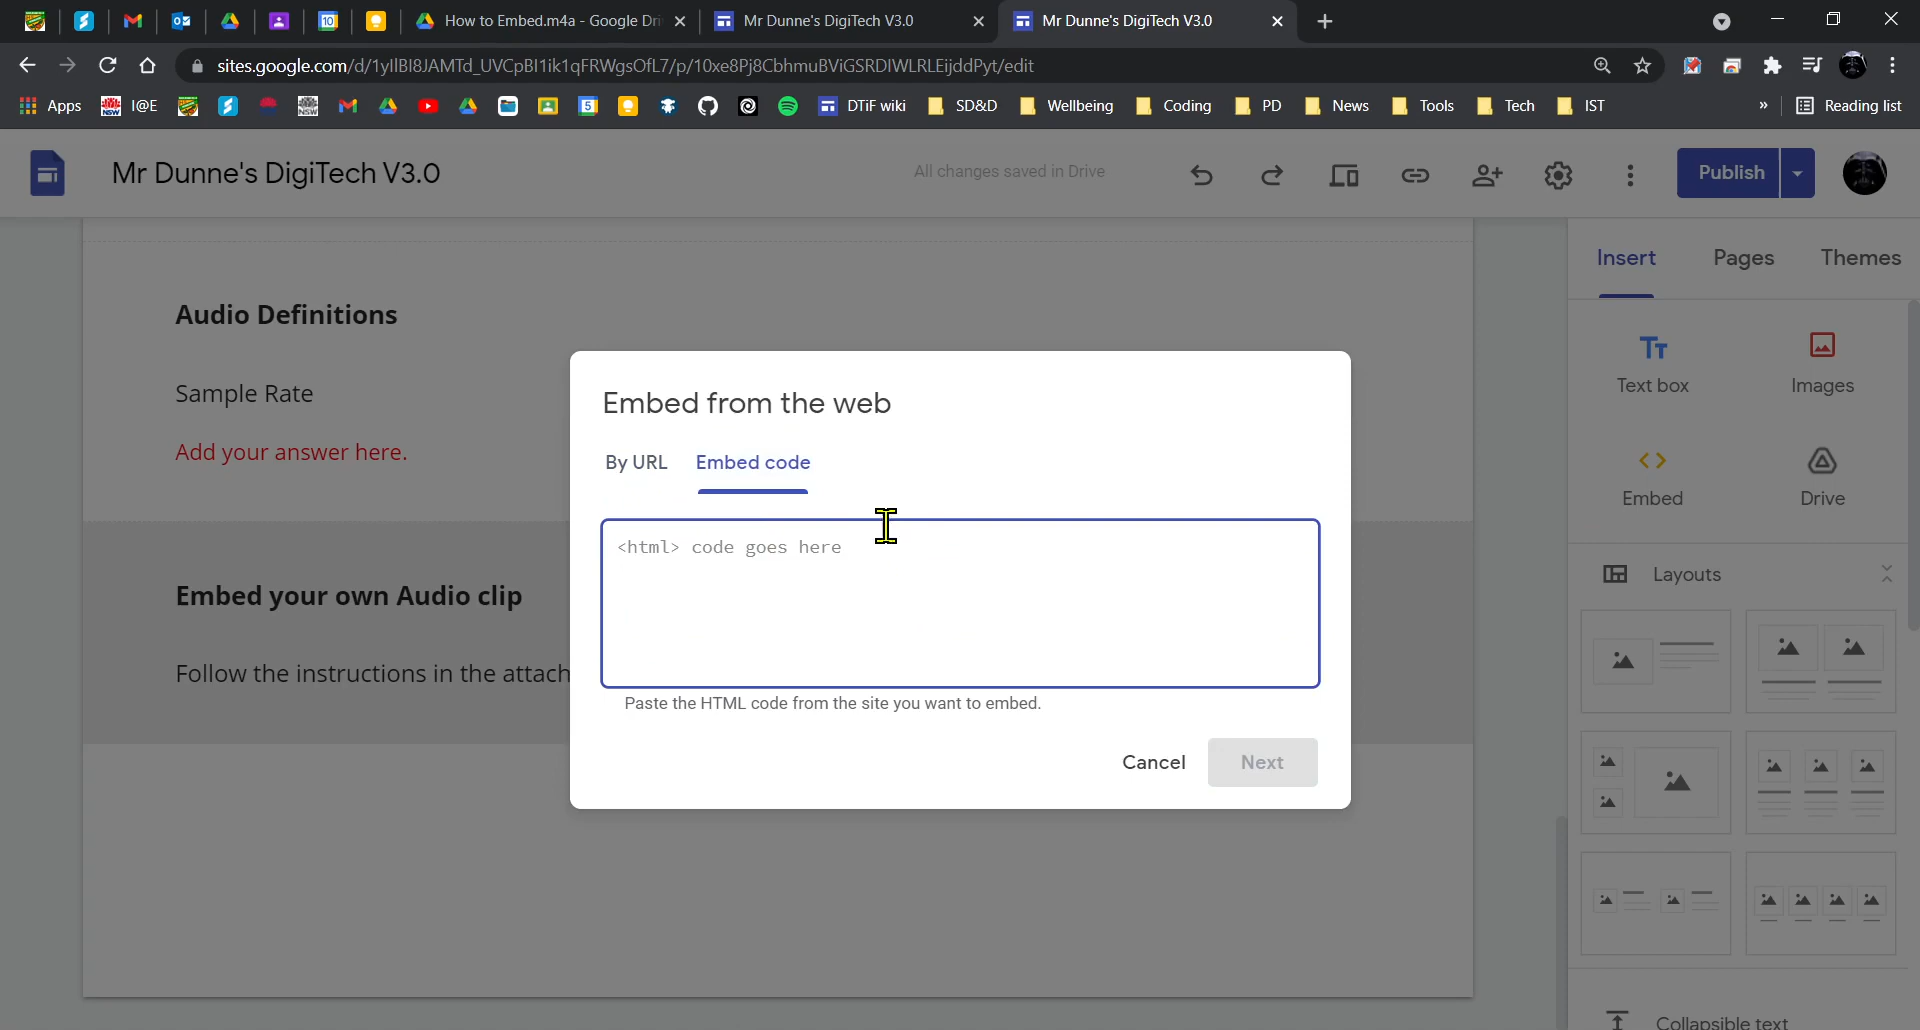 How to Embed.m4a - Google Dri
Mr Dunne's DigiTech V3.0
Mr Dunne's DigiTech V3.0
sites.google.com/d/1yIlBI8JAMTd_UVCpBI1ik1qFRWgsOfL7/p/10xe8Pj8CbhmuBViGSRDIWLRLEijddPyt/edit
Apps
I@E
DTiF wiki
SD&D
Wellbeing
Coding
PD
News
Tools
Tech
IST
»
Reading list
Mr Dunne's DigiTech V3.0
All changes saved in Drive
Publish
Insert
Pages
Themes
Audio Definitions
Sample Rate
Add your answer here.
Embed your own Audio clip
Follow the instructions in the attach
Embed from the web
By URL
Embed code
<html> code goes here
Paste the HTML code from the site you want to embed.
Cancel
Next
Text box
Images
Embed
Drive
Layouts
Collapsible text